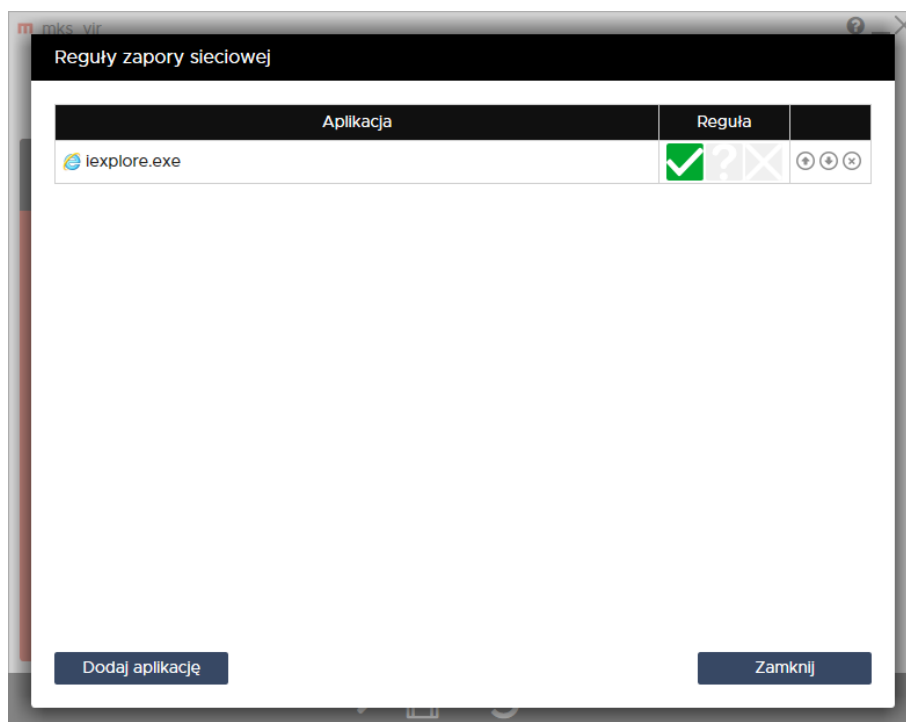 mks_vir
Reguły zapory sieciowej
Aplikacja Reguła
iexplore.exe
Dodaj aplikację Zamknij